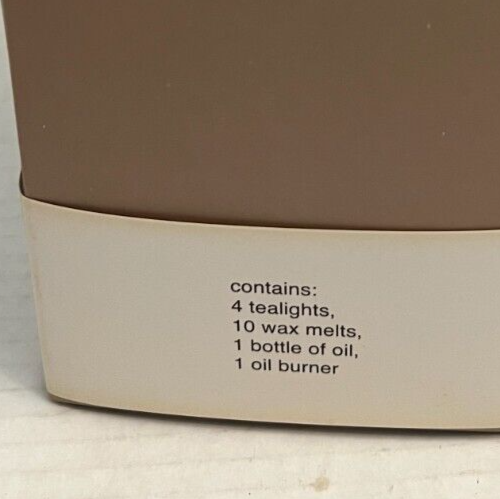 contains:
4 tealights,
10 wax melts,
1 bottle of oil,
1 oil burner